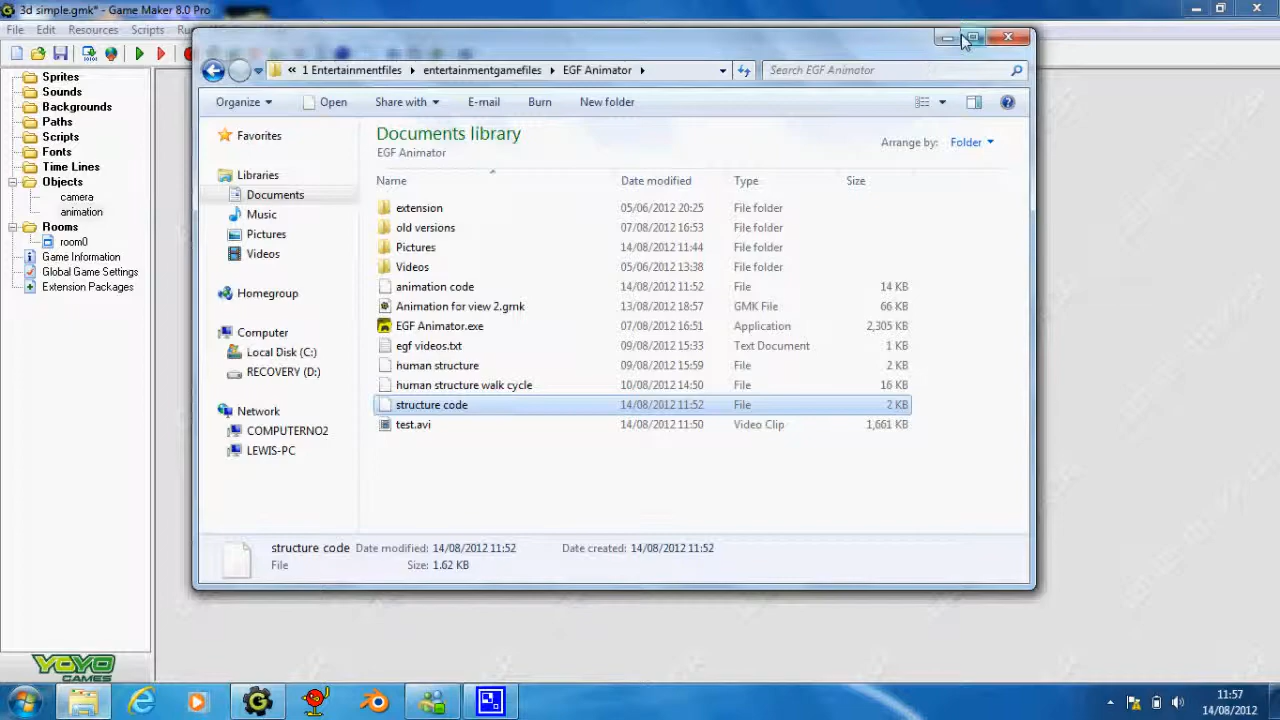 3d simple.gmk* - Game Maker 8.0 Pro
File Edit Resources Scripts
Sprites
Sounds
Backgrounds
Paths
Scripts
Fonts
Time Lines
Objects
camera
animation
Rooms
room0
Game Information
Global Game Settings
Extension Packages
YOYO
GAMES
« 1 Entertainmentfiles entertainmentgamefiles EGF Animator
Search EGF Animator
Organize Open Share with E-mail Burn New folder
Favorites
Libraries
Documents
Music
Pictures
Videos
Homegroup
Computer
Local Disk (C:)
RECOVERY (D:)
Network
COMPUTERNO2
LEWIS-PC
Documents library
EGF Animator
Arrange by: Folder
Name Date modified Type Size
extension 05/06/2012 20:25 File folder
old versions 07/08/2012 16:53 File folder
Pictures 14/08/2012 11:44 File folder
Videos 05/06/2012 13:38 File folder
animation code 14/08/2012 11:52 File 14 KB
Animation for view 2.gmk 13/08/2012 18:57 GMK File 66 KB
EGF Animator.exe 07/08/2012 16:51 Application 2,305 KB
egf videos.txt 09/08/2012 15:33 Text Document 1 KB
human structure 09/08/2012 15:59 File 2 KB
human structure walk cycle 10/08/2012 14:50 File 16 KB
structure code 14/08/2012 11:52 File 2 KB
test.avi 14/08/2012 11:50 Video Clip 1,661 KB
structure code Date modified: 14/08/2012 11:52 Date created: 14/08/2012 11:52
File Size: 1.62 KB
11:57
14/08/2012